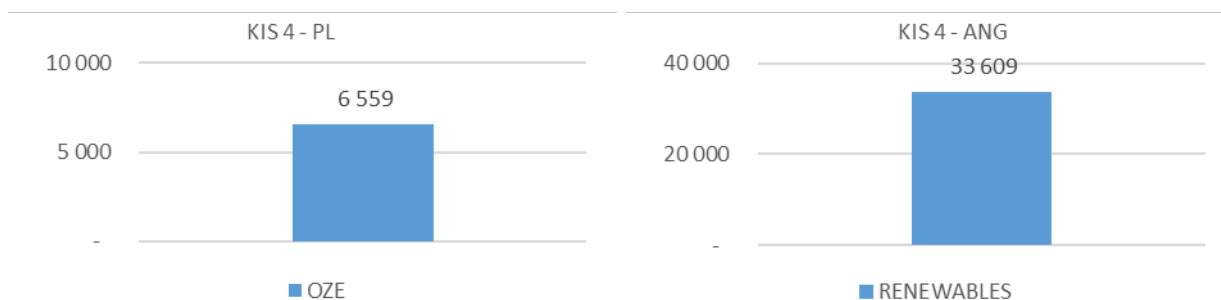 KIS 4 - PL
10 000
6 559
5 000
-
OZE
KIS 4 - ANG
40 000
33 609
20 000
-
RENEWABLES